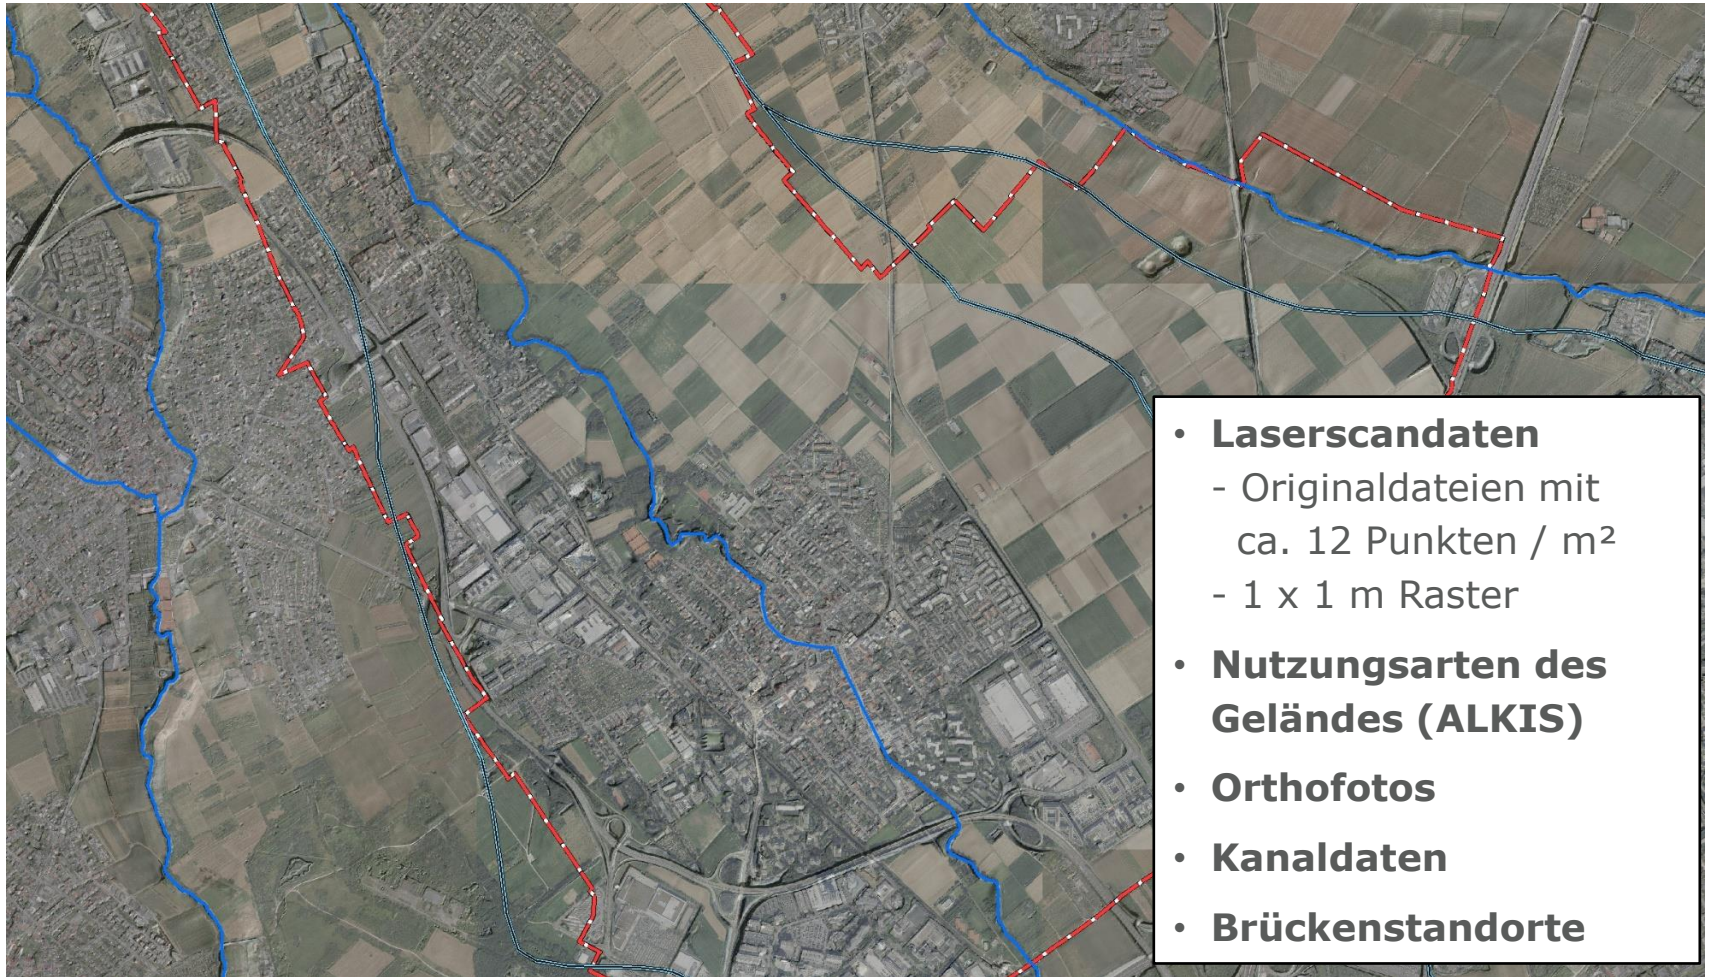 • Laserscandaten
- Originaldateien mit
ca. 12 Punkten / m²
- 1 x 1 m Raster
• Nutzungsarten des
Geländes (ALKIS)
• Orthofotos
• Kanaldaten
• Brückenstandorte